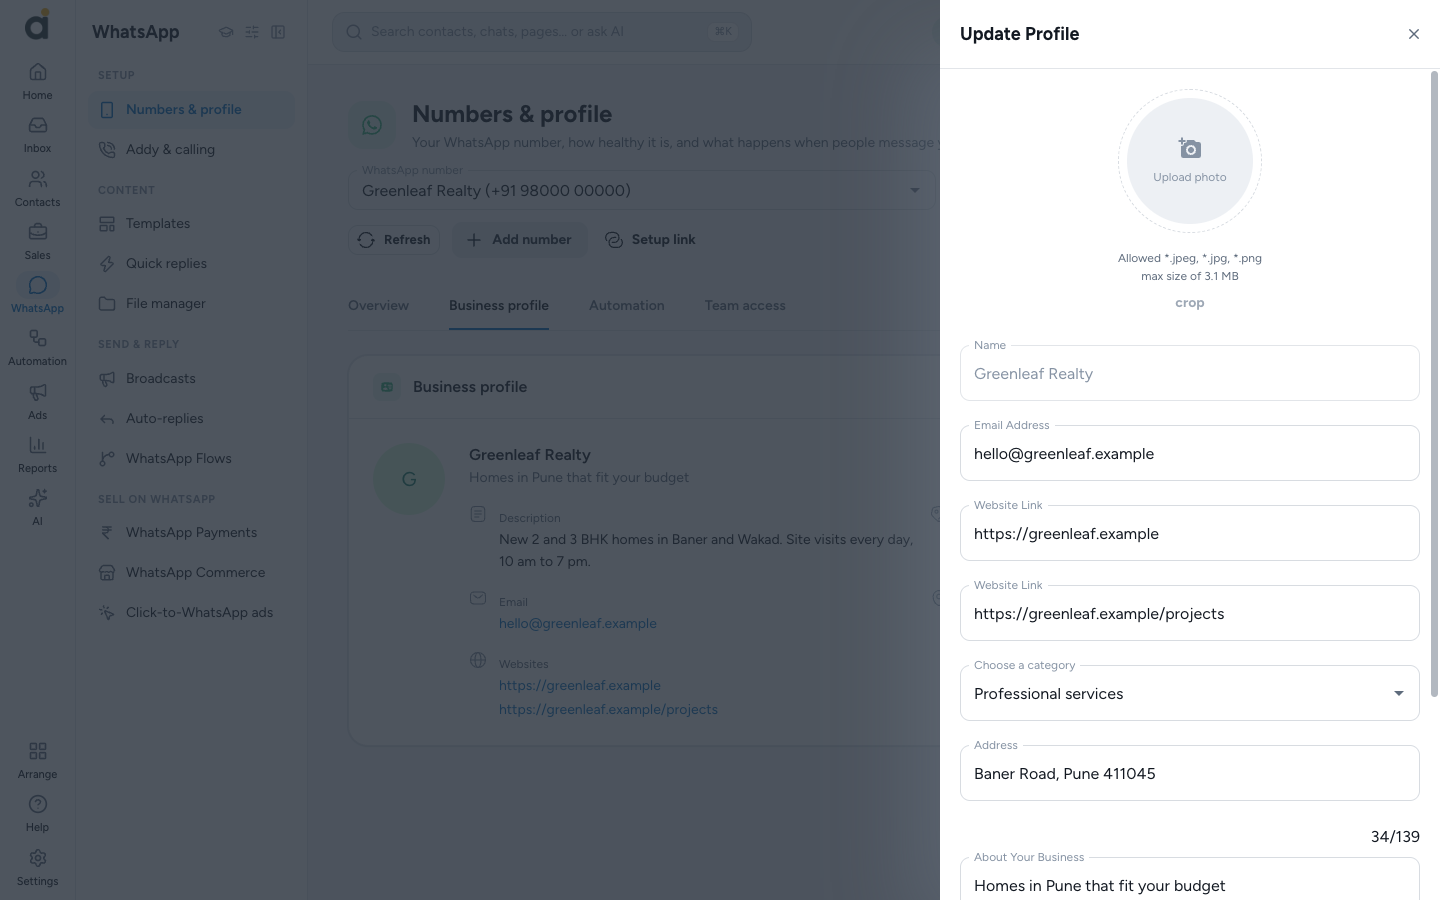 WhatsApp
Search contacts, chats, pages... or ask AI
⌘K
Home
Inbox
Contacts
Sales
WhatsApp
Automation
Ads
Reports
AI
Arrange
Help
Settings
SETUP
Numbers & profile
Addy & calling
CONTENT
Templates
Quick replies
File manager
SEND & REPLY
Broadcasts
Auto-replies
WhatsApp Flows
SELL ON WHATSAPP
WhatsApp Payments
WhatsApp Commerce
Click-to-WhatsApp ads
Numbers & profile
Your WhatsApp number, how healthy it is, and what happens when people message
WhatsApp number
Greenleaf Realty (+91 98000 00000)
Refresh
Add number
Setup link
Overview
Business profile
Automation
Team access
Business profile
G
Greenleaf Realty
Homes in Pune that fit your budget
Description
New 2 and 3 BHK homes in Baner and Wakad. Site visits every day,
10 am to 7 pm.
Email
hello@greenleaf.example
Websites
https://greenleaf.example
https://greenleaf.example/projects
Update Profile
Upload photo
Allowed *.jpeg, *.jpg, *.png
max size of 3.1 MB
crop
Name
Greenleaf Realty
Email Address
hello@greenleaf.example
Website Link
https://greenleaf.example
Website Link
https://greenleaf.example/projects
Choose a category
Professional services
Address
Baner Road, Pune 411045
34/139
About Your Business
Homes in Pune that fit your budget